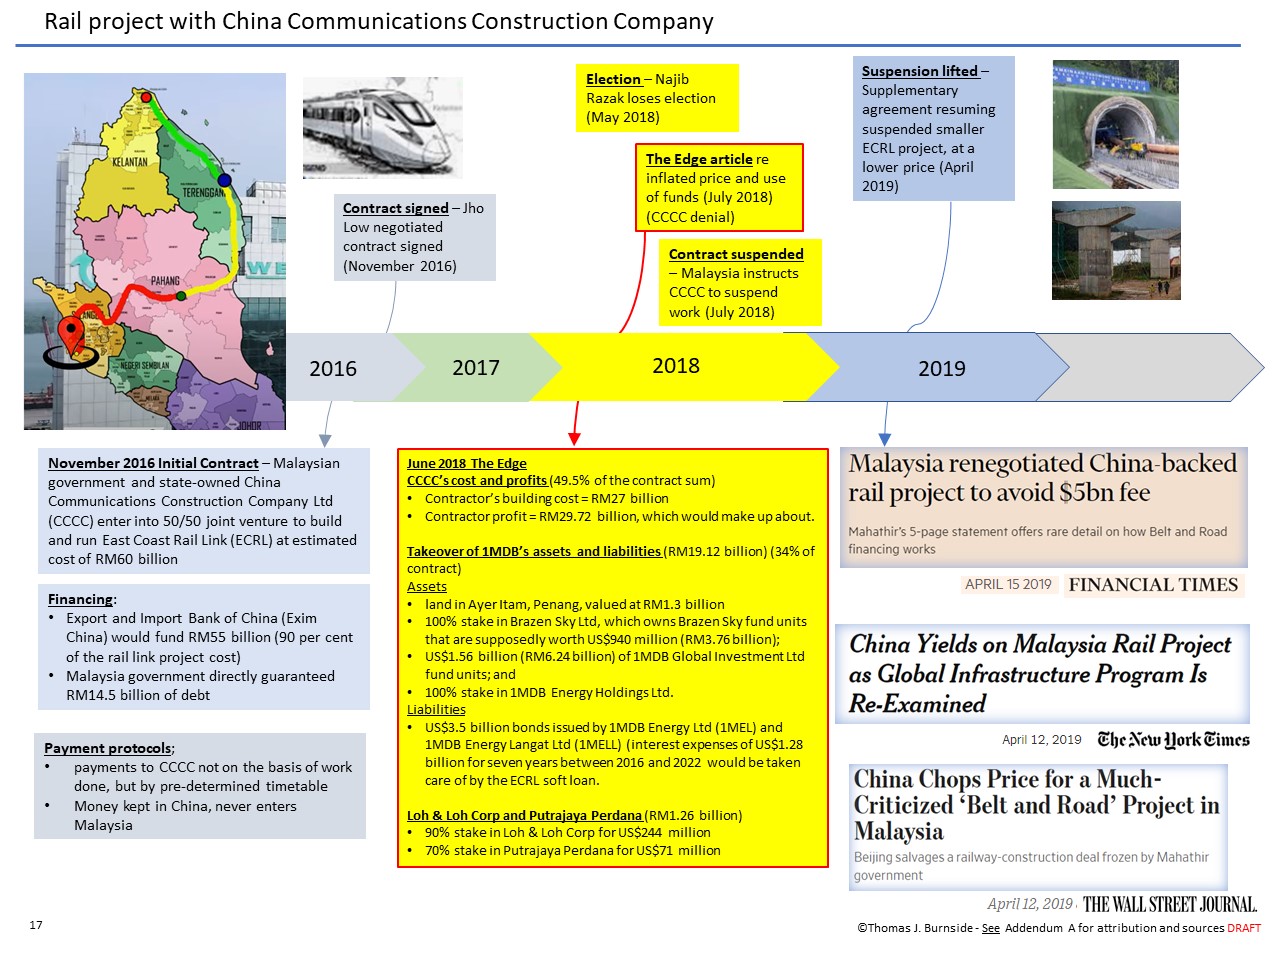 Rail project with China Communications Construction Company
KELANTAN
TERENGGAN
PAHANG
NEGERI SEMBILAN
JOHOR
Contract signed – Jho
Low negotiated
contract signed
(November 2016)
Election – Najib
Razak loses election
(May 2018)
The Edge article re
inflated price and use
of funds (July 2018)
(CCCC denial)
Contract suspended
– Malaysia instructs
CCCC to suspend
work (July 2018)
Suspension lifted –
Supplementary
agreement resuming
suspended smaller
ECRL project, at a
lower price (April
2019)
2016
2017
2018
2019
November 2016 Initial Contract – Malaysian
government and state-owned China
Communications Construction Company Ltd
(CCCC) enter into 50/50 joint venture to build
and run East Coast Rail Link (ECRL) at estimated
cost of RM60 billion
Financing:
• Export and Import Bank of China (Exim
China) would fund RM55 billion (90 per cent
of the rail link project cost)
• Malaysia government directly guaranteed
RM14.5 billion of debt
Payment protocols;
• payments to CCCC not on the basis of work
done, but by pre-determined timetable
• Money kept in China, never enters
Malaysia
June 2018 The Edge
CCCC's cost and profits (49.5% of the contract sum)
• Contractor's building cost = RM27 billion
• Contractor profit = RM29.72 billion, which would make up about.
Takeover of 1MDB's assets and liabilities (RM19.12 billion) (34% of
contract)
Assets
• land in Ayer Itam, Penang, valued at RM1.3 billion
• 100% stake in Brazen Sky Ltd, which owns Brazen Sky fund units
that are supposedly worth US$940 million (RM3.76 billion);
• US$1.56 billion (RM6.24 billion) of 1MDB Global Investment Ltd
fund units; and
• 100% stake in 1MDB Energy Holdings Ltd.
Liabilities
• US$3.5 billion bonds issued by 1MDB Energy Ltd (1MEL) and
1MDB Energy Langat Ltd (1MELL) (interest expenses of US$1.28
billion for seven years between 2016 and 2022 would be taken
care of by the ECRL soft loan.
Loh & Loh Corp and Putrajaya Perdana (RM1.26 billion)
• 90% stake in Loh & Loh Corp for US$244 million
• 70% stake in Putrajaya Perdana for US$71 million
Malaysia renegotiated China-backed
rail project to avoid $5bn fee
Mahathir's 5-page statement offers rare detail on how Belt and Road
financing works
APRIL 15 2019 FINANCIAL TIMES
China Yields on Malaysia Rail Project
as Global Infrastructure Program Is
Re-Examined
April 12, 2019 The New York Times
China Chops Price for a Much-
Criticized 'Belt and Road' Project in
Malaysia
Beijing salvages a railway-construction deal frozen by Mahathir
government
April 12, 2019 THE WALL STREET JOURNAL.
17
©Thomas J. Burnside - See Addendum A for attribution and sources DRAFT